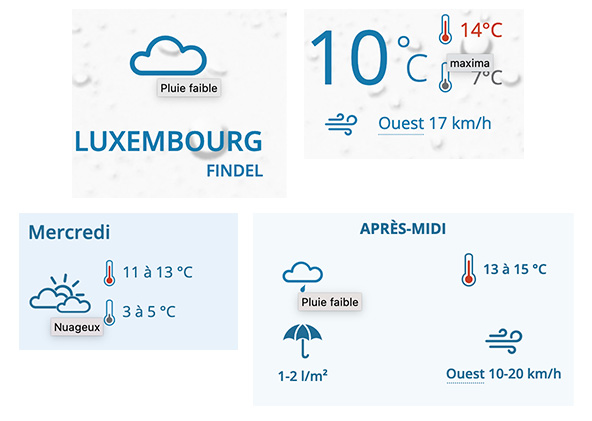 Pluie faible
LUXEMBOURG
FINDEL
10°C
14°C
maxima
7°C
Ouest 17 km/h
Mercredi
11 à 13 °C
3 à 5 °C
Nuageux
APRÈS-MIDI
Pluie faible
13 à 15 °C
1-2 l/m²
Ouest 10-20 km/h